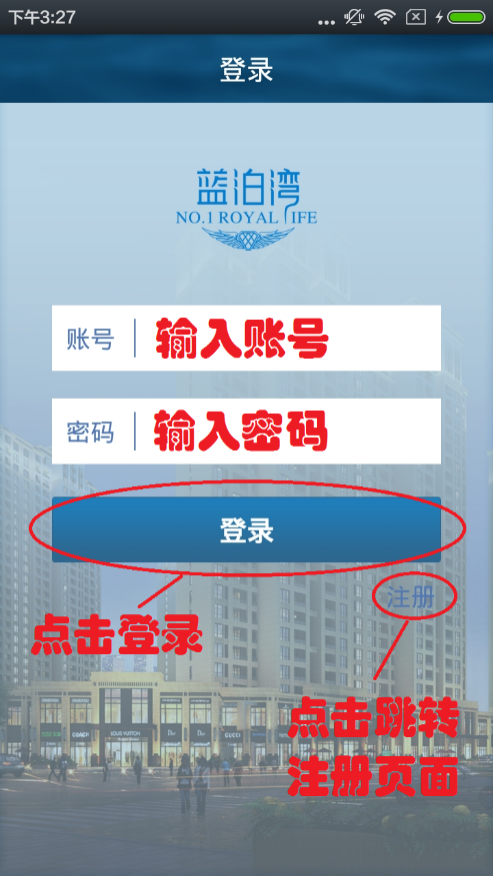 下午3:27
登录
蓝泊湾
NO.1 ROYAL LIFE
账号 输入账号
密码 输入密码
登录
注册
点击登录
点击跳转
注册页面
COACH LOUIS VUITTON Dior Dior GUCCI